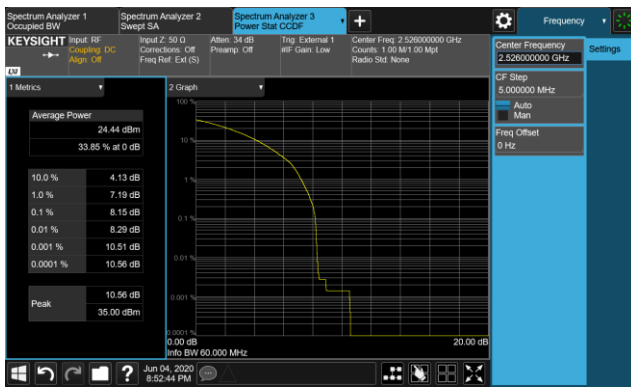 Spectrum Analyzer 1
Occupied BW
Spectrum Analyzer 2
Swept SA
Spectrum Analyzer 3
Power Stat CCDF
Frequency
KEYSIGHT
Input: RF
Coupling: DC
Align: Off
Input Z: 50 Ω
Corrections: Off
Freq Ref: Ext (S)
Atten: 34 dB
Preamp: Off
Trig: External 1
#IF Gain: Low
Center Freq: 2.526000000 GHz
Counts: 1.00 M/1.00 Mpt
Radio Std: None
LXI
Center Frequency
2.526000000 GHz
Settings
CF Step
5.000000 MHz
Auto
Man
Freq Offset
0 Hz
1 Metrics
Average Power
24.44 dBm
33.85 % at 0 dB
10.0 % 4.13 dB
1.0 % 7.19 dB
0.1 % 8.15 dB
0.01 % 8.29 dB
0.001 % 10.51 dB
0.0001 % 10.56 dB
Peak 10.56 dB
35.00 dBm
2 Graph
100 %
10 %
1 %
0.1 %
0.01 %
0.001 %
0.0001 %
0.00 dB
20.00 dB
Info BW 60.000 MHz
Jun 04, 2020
8:52:44 PM